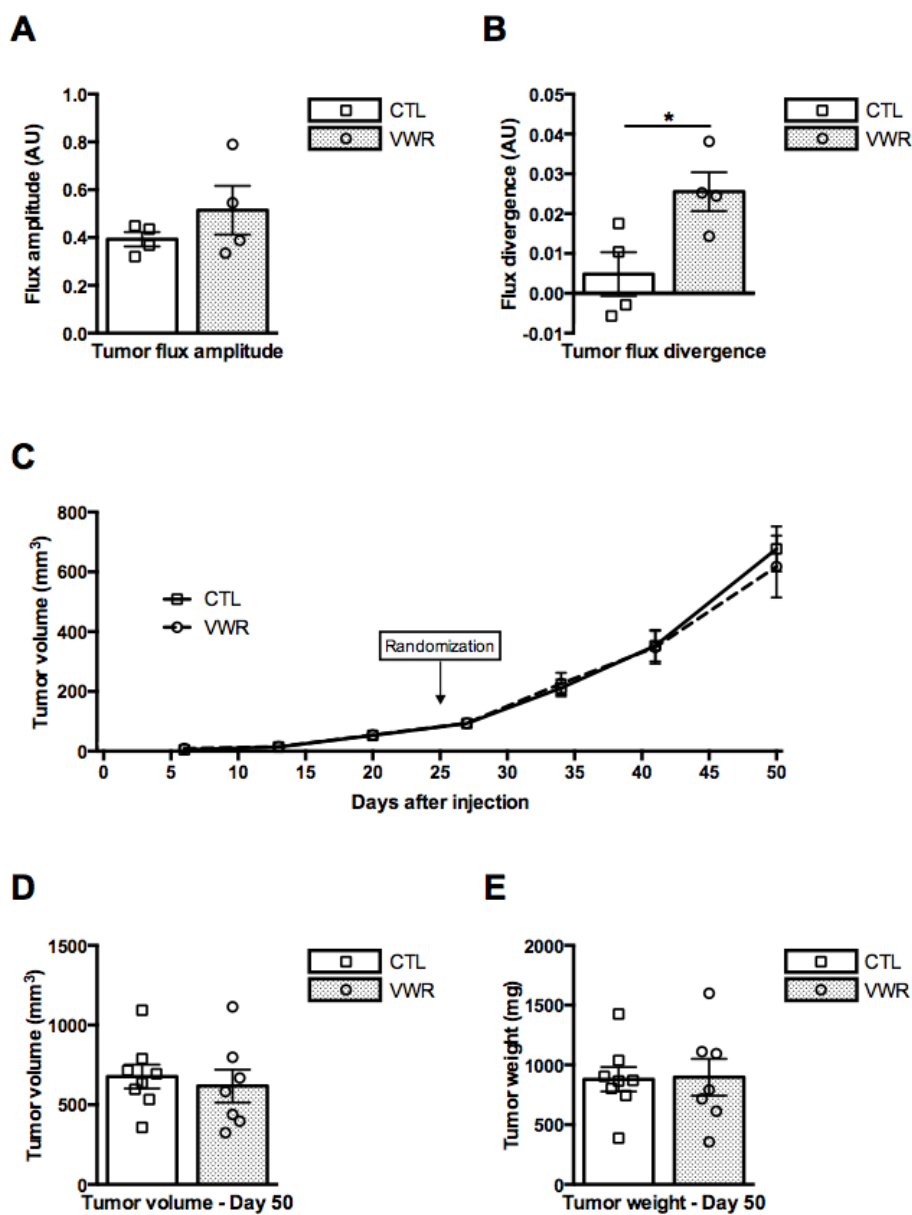 A
B
Flux amplitude (AU)
1.0
0.8
0.6
0.4
0.2
0.0
CTL
VWR
Tumor flux amplitude
Flux divergence (AU)
0.05
0.04
0.03
0.02
0.01
0.00
-0.01
*
CTL
VWR
Tumor flux divergence
C
Tumor volume (mm³)
800
600
400
200
0
CTL
VWR
Randomization
0 5 10 15 20 25 30 35 40 45 50
Days after injection
D
E
Tumor volume (mm³)
1500
1000
500
0
CTL
VWR
Tumor volume - Day 50
Tumor weight (mg)
2000
1500
1000
500
0
CTL
VWR
Tumor weight - Day 50